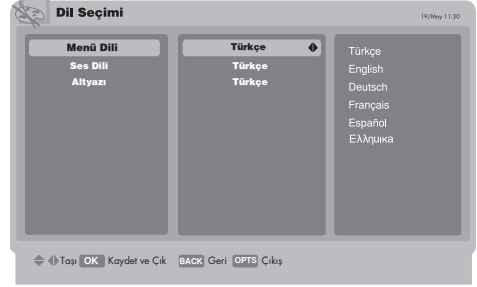 Dil Seçimi
19/May 11:30
Menü Dili
Türkçe
Ses Dili
Türkçe
Altyazı
Türkçe
Türkçe
English
Deutsch
Français
Español
Ελληuικα
Taşı OK Kaydet ve Çık BACK Geri OPTS Çıkış